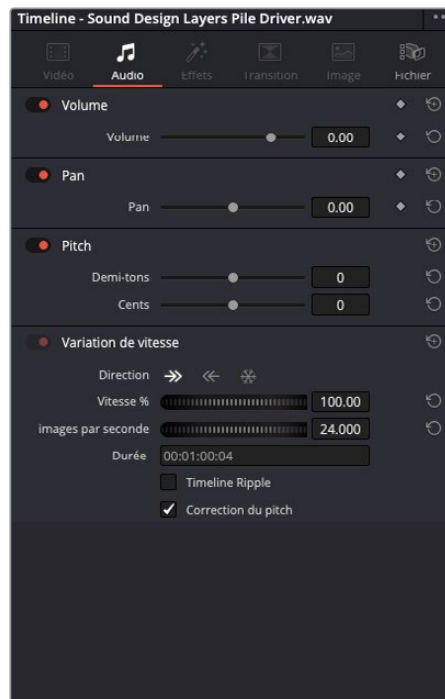 Timeline - Sound Design Layers Pile Driver.wav
Vidéo Audio Effets Transition Image Fichier
Volume
Volume 0.00
Pan
Pan 0.00
Pitch
Demi-tons 0
Cents 0
Variation de vitesse
Direction
Vitesse % 100.00
images par seconde 24.000
Durée 00:01:00:04
Timeline Ripple
Correction du pitch